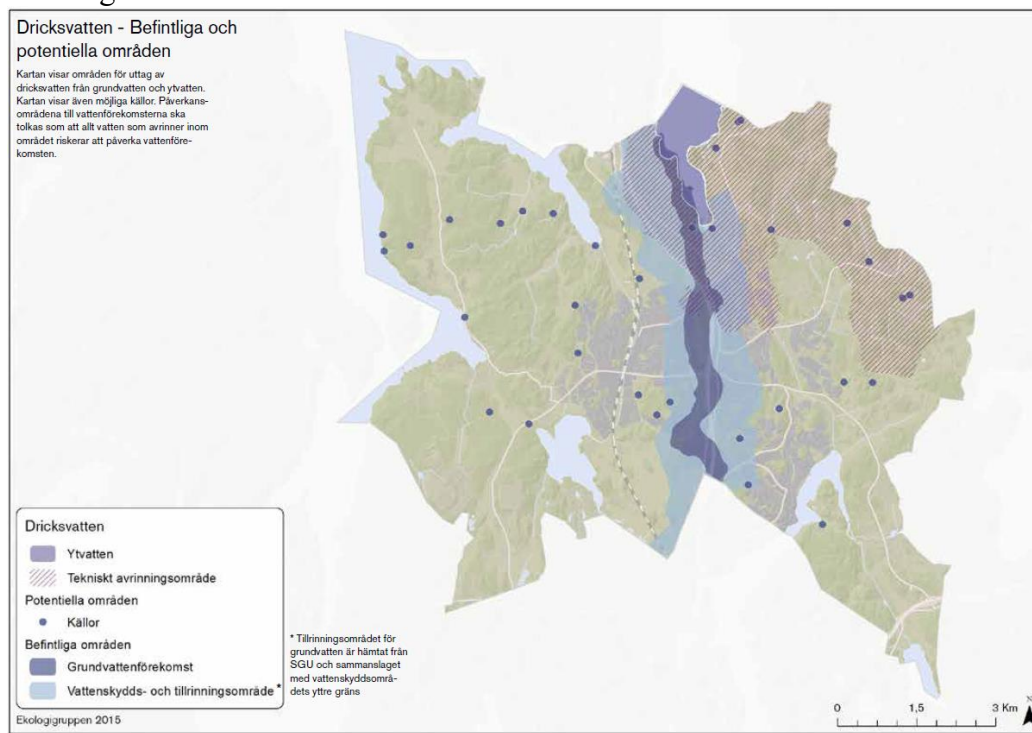 Dricksvatten - Befintliga och
potentiella områden
Kartan visar områden för uttag av
dricksvatten från grundvatten och ytvatten.
Kartan visar även möjliga källor. Påverkans-
områdena till vattenförekomsterna ska
tolkas som att allt vatten som avrinner inom
området riskerar att påverka vattenföre-
komsten.
Dricksvatten
Ytvatten
Tekniskt avrinningsområde
Potentiella områden
Källor
Befintliga områden
Grundvattenförekomst
Vattenskydds- och tillrinningsområde *
Ekologigruppen 2015
* Tillrinningsområdet för
grundvatten är hämtat från
SGU och sammanslaget
med vattenskyddsområ-
dets yttre gräns
0 1,5 3 Km
N